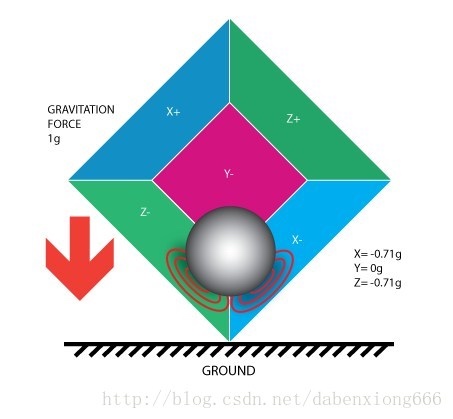 GRAVITATION
FORCE
1g
X+
Z+
Y-
Z-
X-
X= -0.71g
Y= 0g
Z= -0.71g
GROUND
http://blog.csdn.net/dabenxiong666